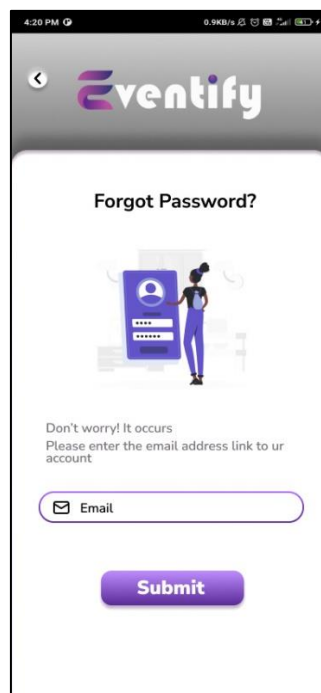 4:20 PM
0.9KB/s
Eventify
Forgot Password?
Don't worry! It occurs
Please enter the email address link to ur
account
Email
Submit